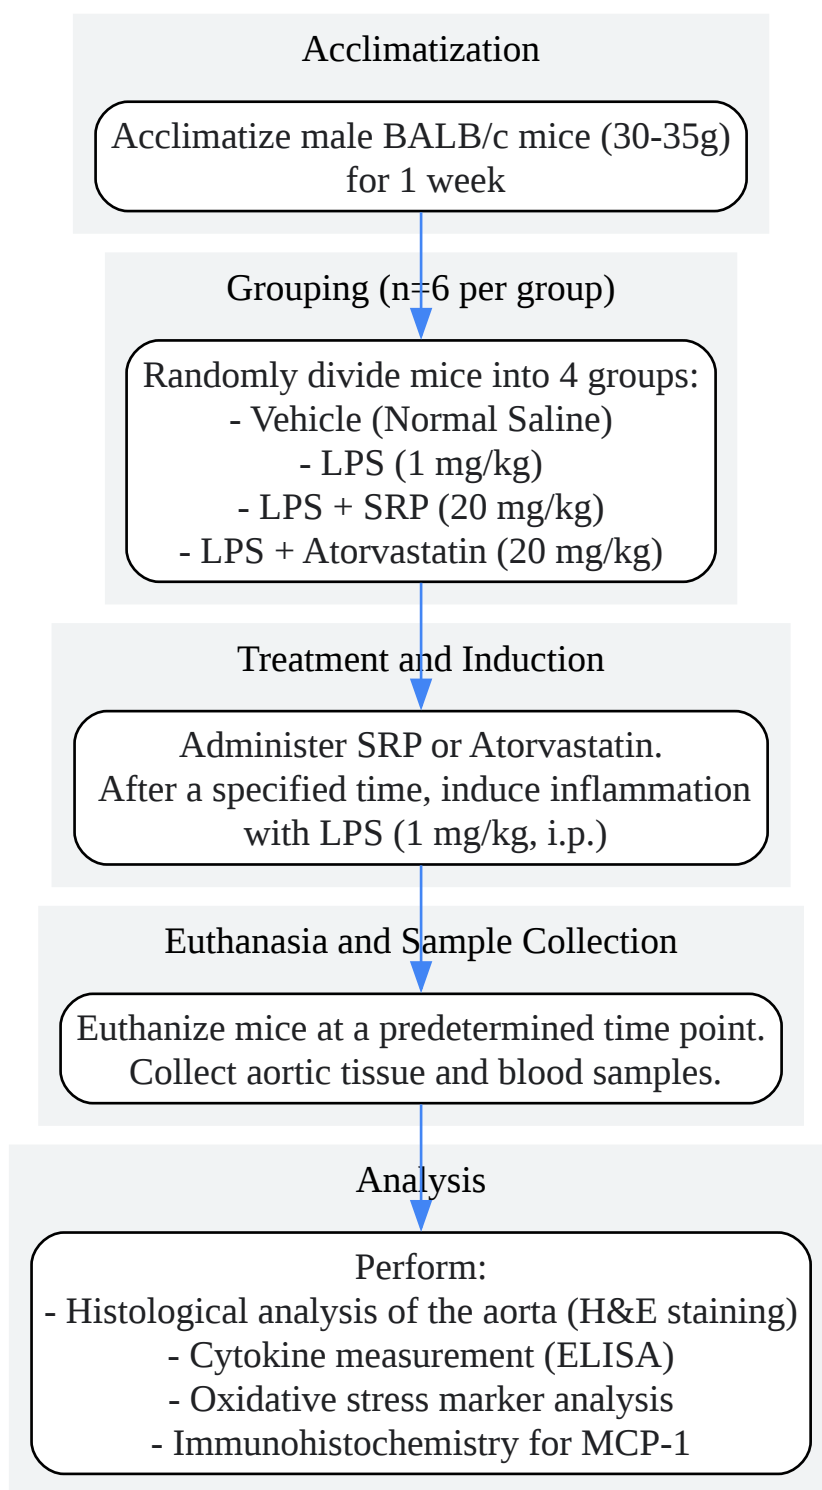 Acclimatization
Acclimatize male BALB/c mice (30-35g)
for 1 week
Grouping (n=6 per group)
Randomly divide mice into 4 groups:
- Vehicle (Normal Saline)
- LPS (1 mg/kg)
- LPS + SRP (20 mg/kg)
- LPS + Atorvastatin (20 mg/kg)
Treatment and Induction
Administer SRP or Atorvastatin.
After a specified time, induce inflammation
with LPS (1 mg/kg, i.p.)
Euthanasia and Sample Collection
Euthanize mice at a predetermined time point.
Collect aortic tissue and blood samples.
Analysis
Perform:
- Histological analysis of the aorta (H&E staining)
- Cytokine measurement (ELISA)
- Oxidative stress marker analysis
- Immunohistochemistry for MCP-1